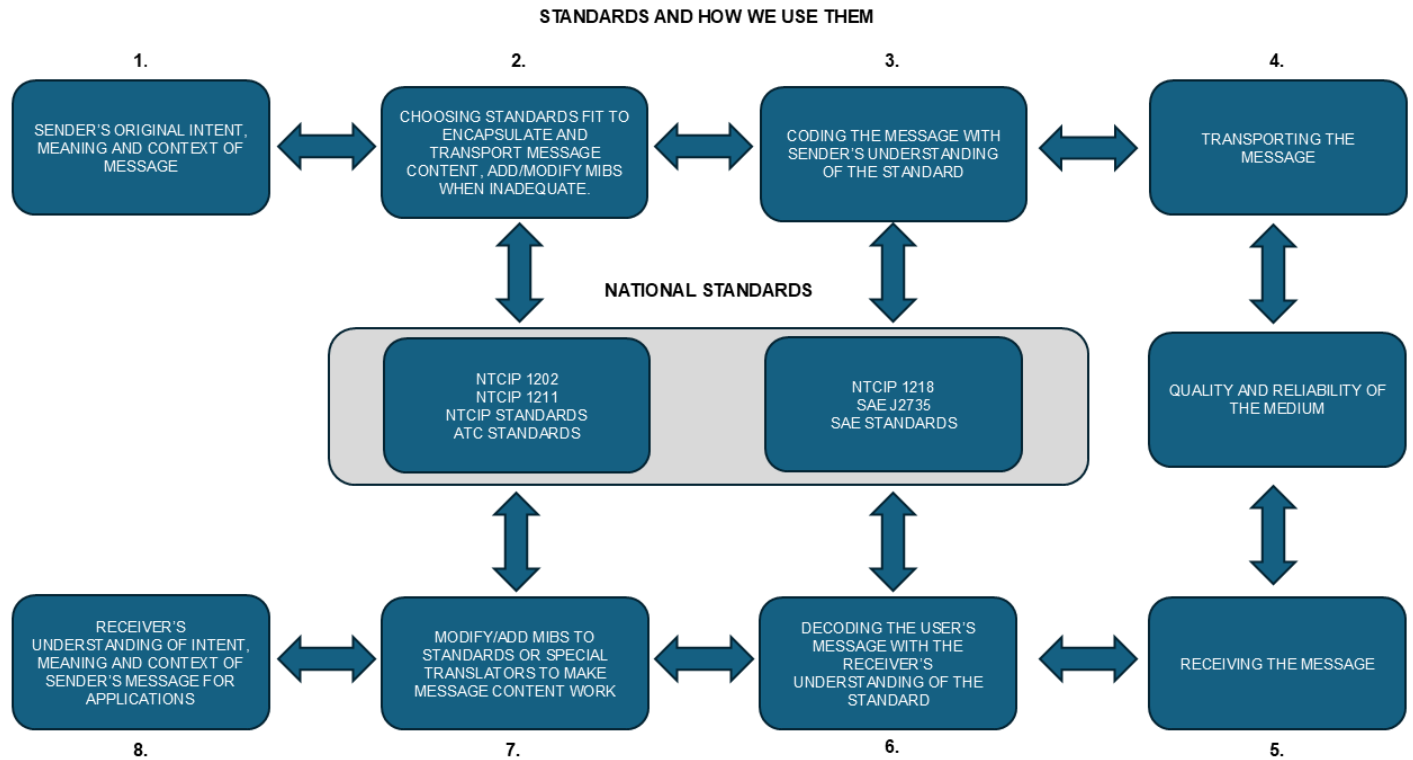 STANDARDS AND HOW WE USE THEM
1.
2.
3.
4.
SENDER'S ORIGINAL INTENT,
MEANING AND CONTEXT OF
MESSAGE
CHOOSING STANDARDS FIT TO
ENCAPSULATE AND
TRANSPORT MESSAGE
CONTENT, ADD/MODIFY MIBS
WHEN INADEQUATE.
CODING THE MESSAGE WITH
SENDER'S UNDERSTANDING
OF THE STANDARD
TRANSPORTING THE
MESSAGE
NATIONAL STANDARDS
NTCIP 1202
NTCIP 1211
NTCIP STANDARDS
ATC STANDARDS
NTCIP 1218
SAE J2735
SAE STANDARDS
QUALITY AND RELIABILITY OF
THE MEDIUM
RECEIVER'S
UNDERSTANDING OF INTENT,
MEANING AND CONTEXT OF
SENDER'S MESSAGE FOR
APPLICATIONS
MODIFY/ADD MIBS TO
STANDARDS OR SPECIAL
TRANSLATORS TO MAKE
MESSAGE CONTENT WORK
DECODING THE USER'S
MESSAGE WITH THE
RECEIVER'S
UNDERSTANDING OF THE
STANDARD
RECEIVING THE MESSAGE
8.
7.
6.
5.